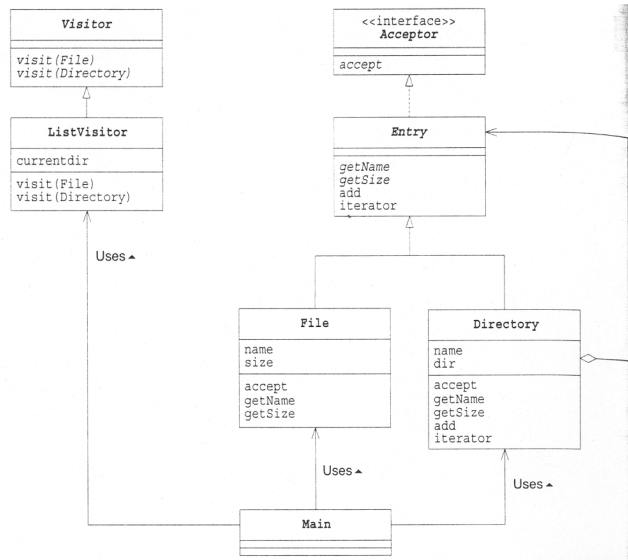 Visitor
visit(File)
visit(Directory)
ListVisitor
currentdir
visit(File)
visit(Directory)
Uses
<<interface>>
Acceptor
accept
Entry
getName
getSize
add
iterator
File
name
size
accept
getName
getSize
Uses
Directory
name
dir
accept
getName
getSize
add
iterator
Uses
Main